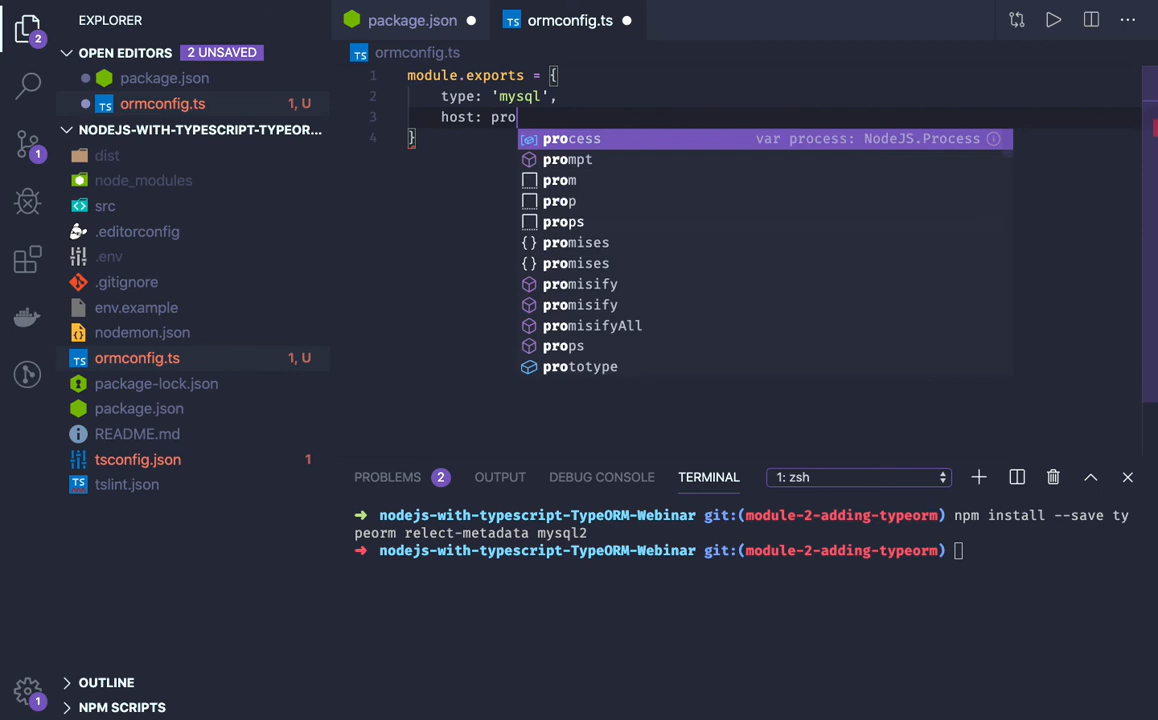 EXPLORER
OPEN EDITORS 2 UNSAVED
package.json
ormconfig.ts 1, U
NODEJS-WITH-TYPESCRIPT-TYPEOR...
dist
node_modules
src
.editorconfig
.env
.gitignore
env.example
nodemon.json
ormconfig.ts 1, U
package-lock.json
package.json
README.md
tsconfig.json 1
tslint.json
OUTLINE
NPM SCRIPTS
2
1
1
package.json
TS ormconfig.ts
TS ormconfig.ts
1 module.exports = {
2 type: 'mysql',
3 host: pro
4 }
process var process: NodeJS.Process
prompt
prom
prop
props
promises
promises
promisify
promisify
promisifyAll
props
prototype
PROBLEMS 2 OUTPUT DEBUG CONSOLE TERMINAL 1: zsh
➜ nodejs-with-typescript-TypeORM-Webinar git:(module-2-adding-typeorm) npm install --save ty
peorm relect-metadata mysql2
➜ nodejs-with-typescript-TypeORM-Webinar git:(module-2-adding-typeorm)